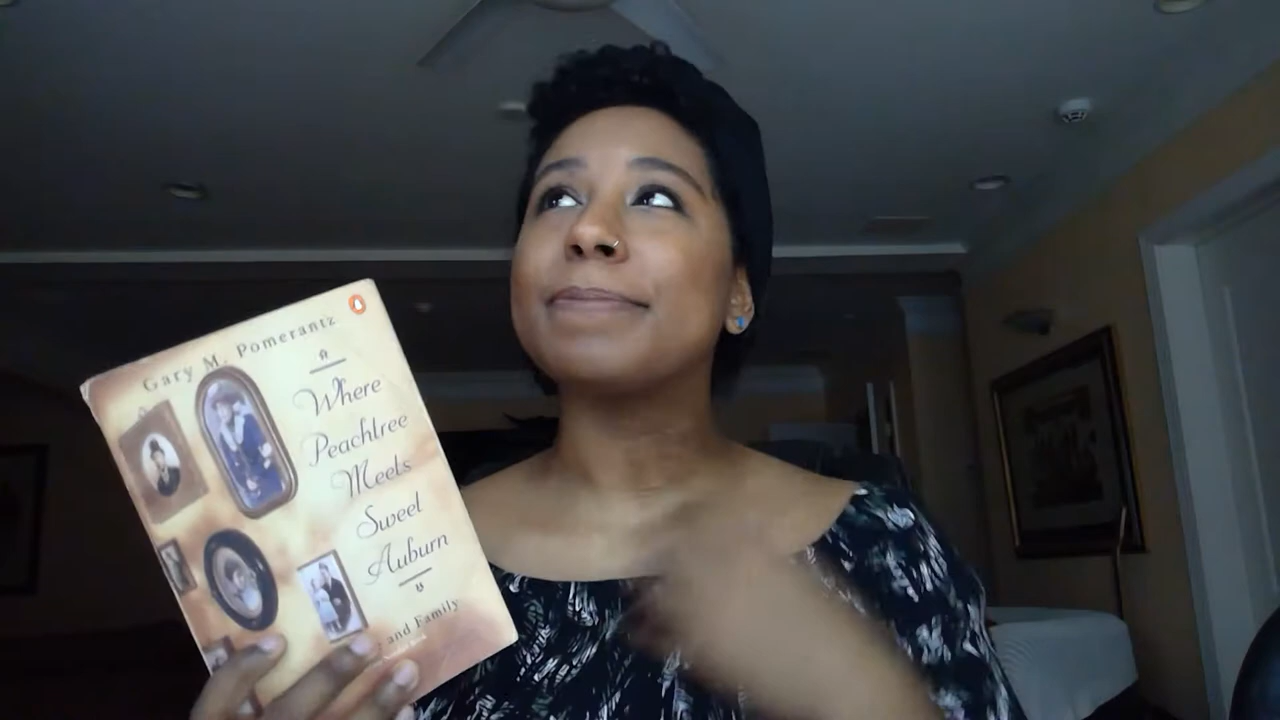 Gary M. Pomerantz
Where
Peachtree
Meets
Sweet
Auburn
and Family